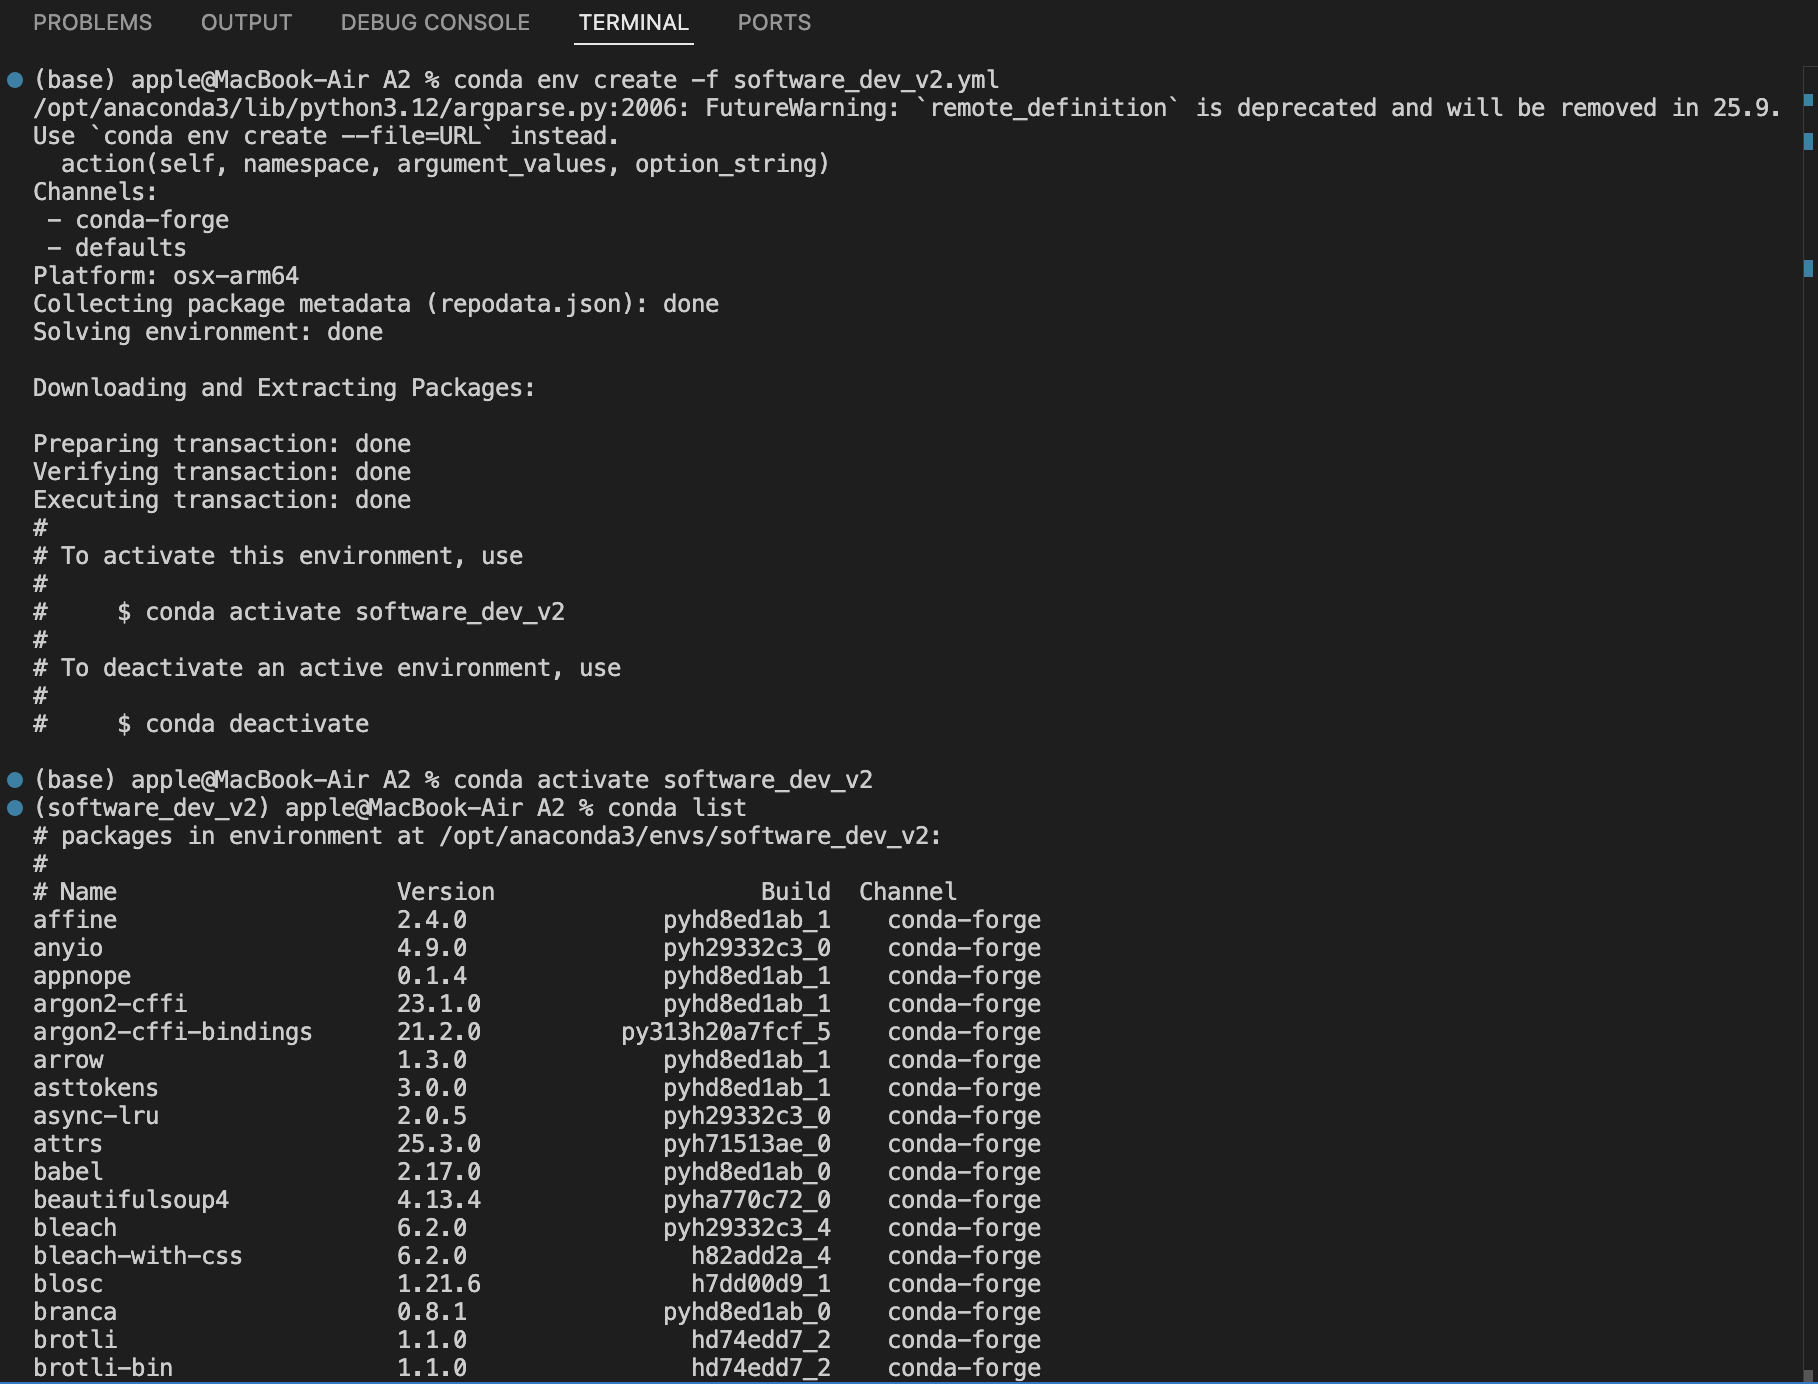 PROBLEMS OUTPUT DEBUG CONSOLE TERMINAL PORTS
(base) apple@MacBook-Air A2 % conda env create -f software_dev_v2.yml
/opt/anaconda3/lib/python3.12/argparse.py:2006: FutureWarning: `remote_definition` is deprecated and will be removed in 25.9.
Use `conda env create --file=URL` instead.
  action(self, namespace, argument_values, option_string)
Channels:
 - conda-forge
 - defaults
Platform: osx-arm64
Collecting package metadata (repodata.json): done
Solving environment: done
Downloading and Extracting Packages:
Preparing transaction: done
Verifying transaction: done
Executing transaction: done
#
# To activate this environment, use
#
#     $ conda activate software_dev_v2
#
# To deactivate an active environment, use
#
#     $ conda deactivate
(base) apple@MacBook-Air A2 % conda activate software_dev_v2
(software_dev_v2) apple@MacBook-Air A2 % conda list
# packages in environment at /opt/anaconda3/envs/software_dev_v2:
#
# Name                    Version                   Build  Channel
affine                    2.4.0              pyhd8ed1ab_1    conda-forge
anyio                     4.9.0              pyh29332c3_0    conda-forge
appnope                   0.1.4              pyhd8ed1ab_1    conda-forge
argon2-cffi               23.1.0             pyhd8ed1ab_1    conda-forge
argon2-cffi-bindings      21.2.0          py313h20a7fcf_5    conda-forge
arrow                     1.3.0              pyhd8ed1ab_1    conda-forge
asttokens                 3.0.0              pyhd8ed1ab_1    conda-forge
async-lru                 2.0.5              pyh29332c3_0    conda-forge
attrs                     25.3.0             pyh71513ae_0    conda-forge
babel                     2.17.0             pyhd8ed1ab_0    conda-forge
beautifulsoup4            4.13.4             pyha770c72_0    conda-forge
bleach                    6.2.0              pyh29332c3_4    conda-forge
bleach-with-css           6.2.0                h82add2a_4    conda-forge
blosc                     1.21.6               h7dd00d9_1    conda-forge
branca                    0.8.1              pyhd8ed1ab_0    conda-forge
brotli                    1.1.0                hd74edd7_2    conda-forge
brotli-bin                1.1.0                hd74edd7_2    conda-forge